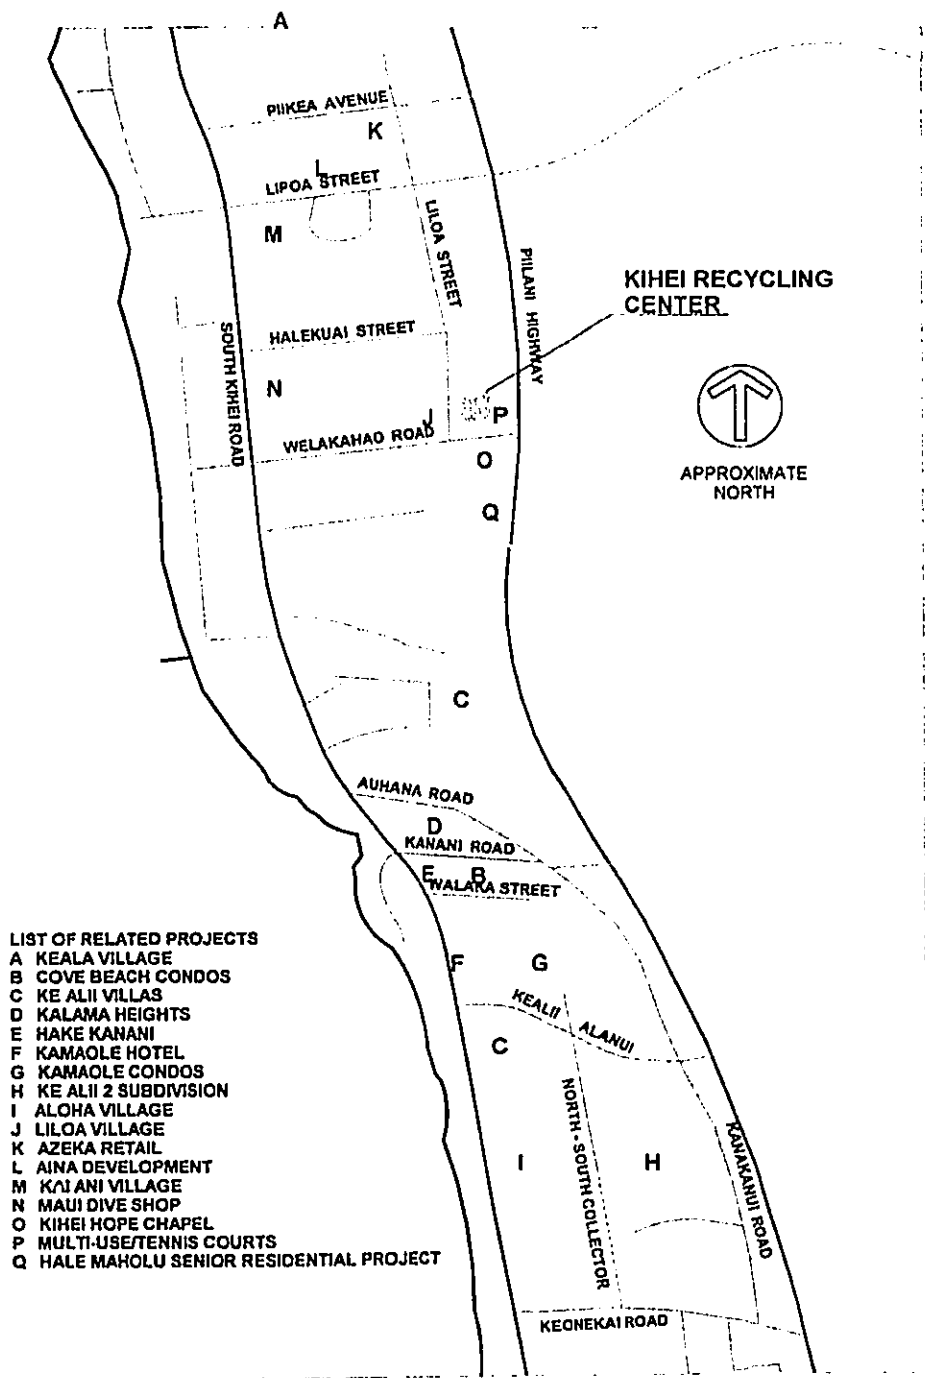 A
PIIKEA AVENUE
K
L
LIPOA STREET
M
LILOA STREET
PIILANI HIGHWAY
KIHEI RECYCLING
CENTER
SOUTH KIHEI ROAD
HALEKUAI STREET
N
J
P
WELAKAHAO ROAD
O
APPROXIMATE
NORTH
Q
C
AUHANA ROAD
D
KANANI ROAD
E
B
WALAKA STREET
F
G
KEALII ALANUI
C
NORTH-SOUTH COLLECTOR
I
H
KANAKANUI ROAD
KEONEKAI ROAD
LIST OF RELATED PROJECTS
A KEALA VILLAGE
B COVE BEACH CONDOS
C KE ALII VILLAS
D KALAMA HEIGHTS
E HAKE KANANI
F KAMAOLE HOTEL
G KAMAOLE CONDOS
H KE ALII 2 SUBDIVISION
I ALOHA VILLAGE
J LILOA VILLAGE
K AZEKA RETAIL
L AINA DEVELOPMENT
M KAI ANI VILLAGE
N MAUI DIVE SHOP
O KIHEI HOPE CHAPEL
P MULTI-USE/TENNIS COURTS
Q HALE MAHOLU SENIOR RESIDENTIAL PROJECT